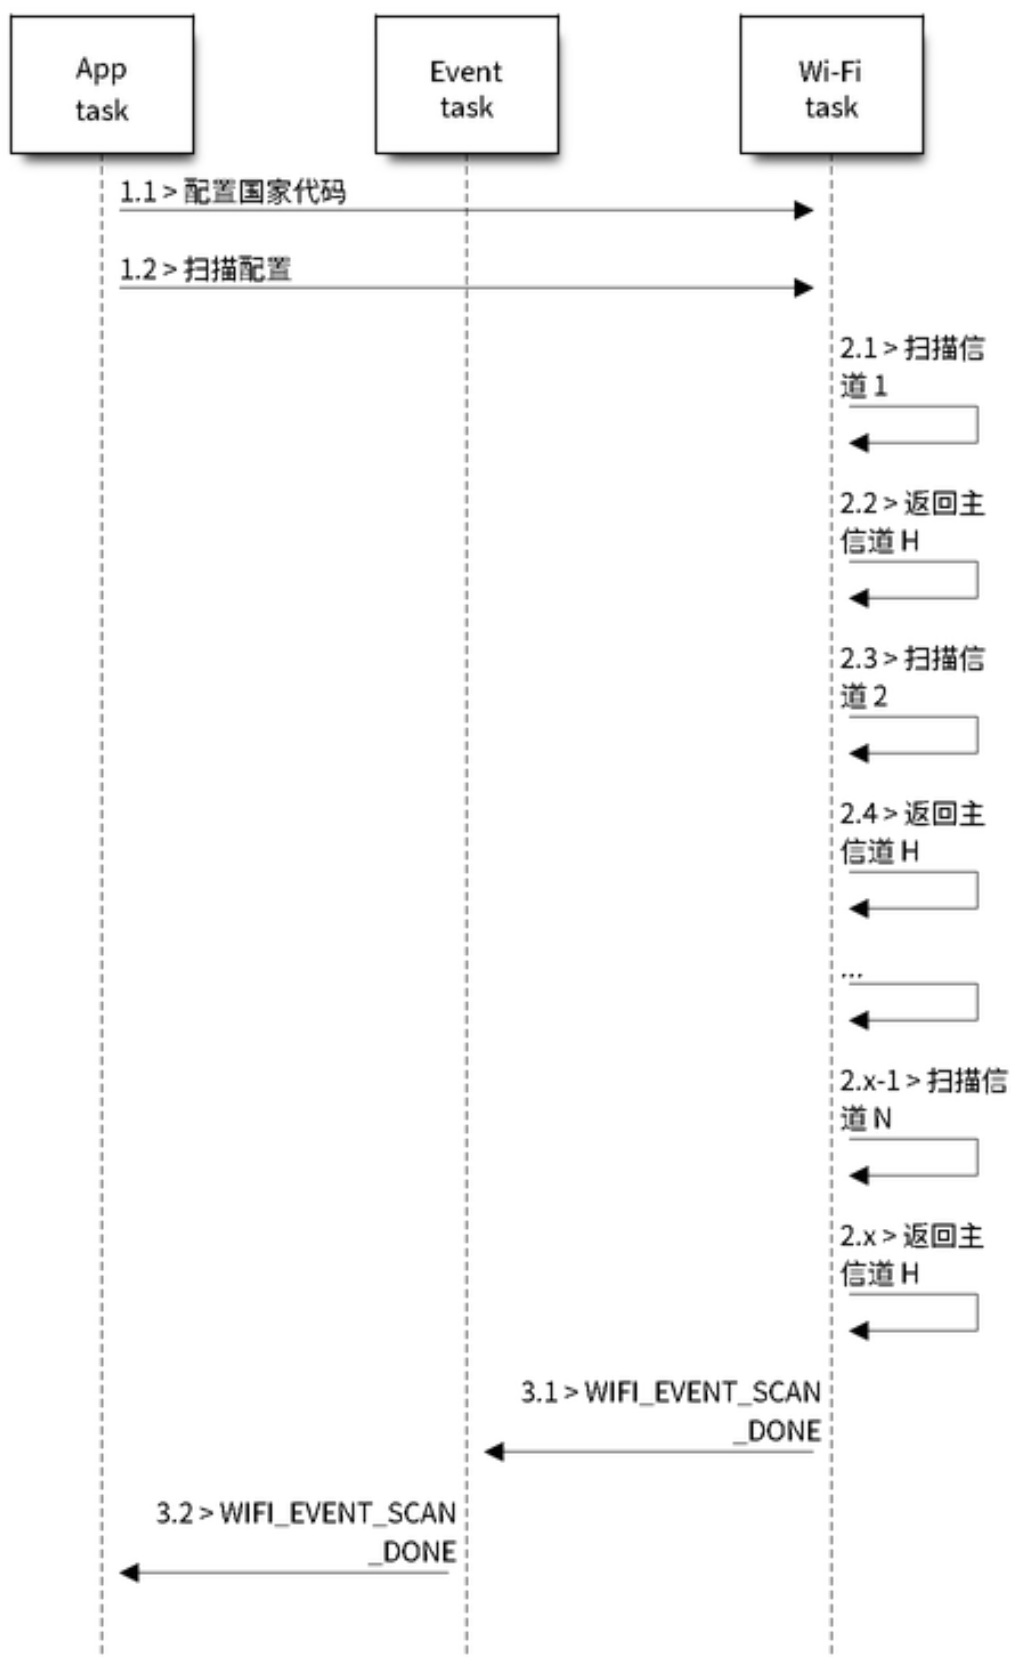 App
task
Event
task
Wi-Fi
task
1.1 > 配置国家代码
1.2 > 扫描配置
2.1 > 扫描信
道 1
2.2 > 返回主
信道 H
2.3 > 扫描信
道 2
2.4 > 返回主
信道 H
...
2.x-1 > 扫描信
道 N
2.x > 返回主
信道 H
3.1 > WIFI_EVENT_SCAN
_DONE
3.2 > WIFI_EVENT_SCAN
_DONE